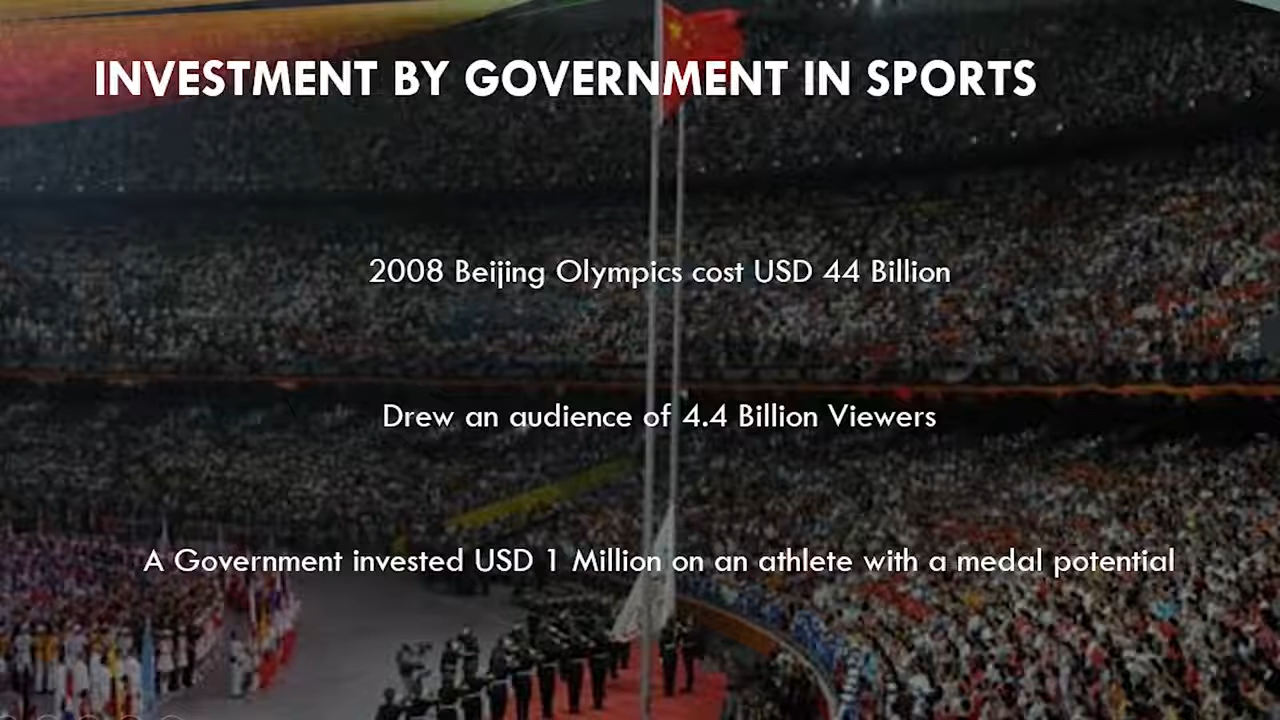 INVESTMENT BY GOVERNMENT IN SPORTS
2008 Beijing Olympics cost USD 44 Billion
Drew an audience of 4.4 Billion Viewers
A Government invested USD 1 Million on an athlete with a medal potential